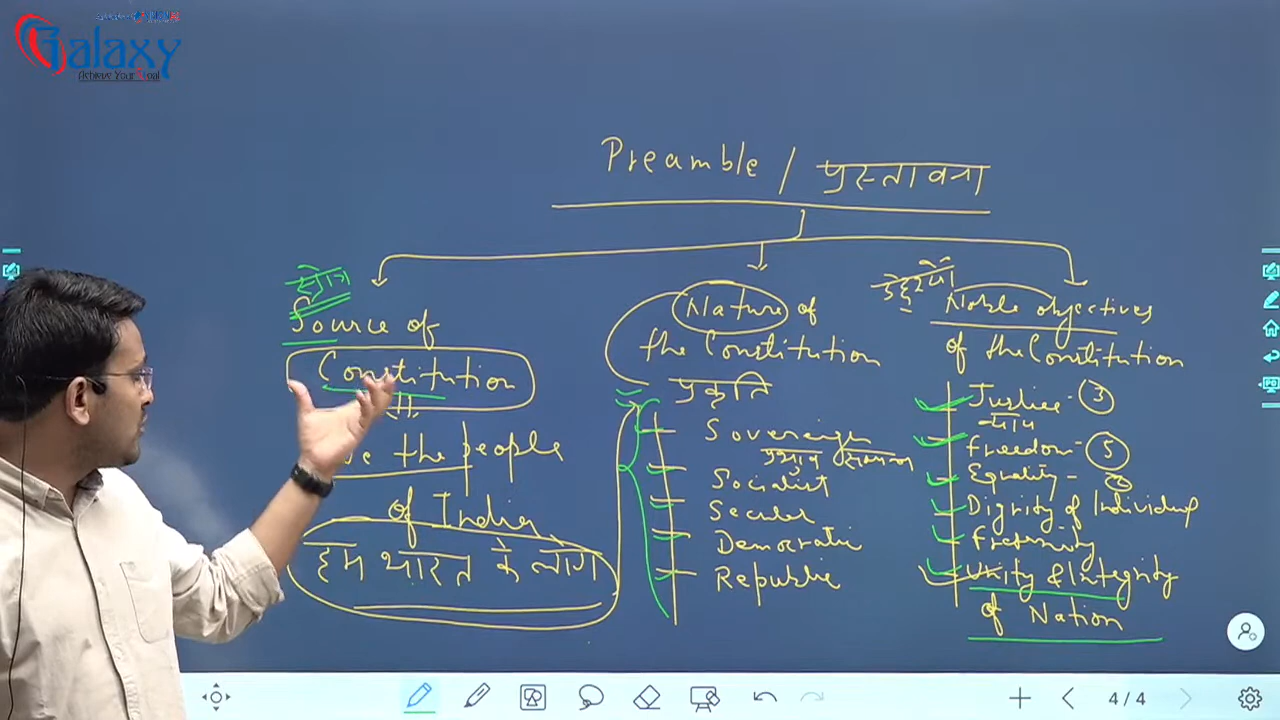 Galaxy
Achieve Your Goal
Preamble / प्रस्तावना
Source of
Constitution
the people
of India
हम भारत के लोग
Nature of
the Constitution
प्रकृति
Sovereign
Socialist
Secular
Democratic
Republic
Noble objectives
of the Constitution
Justice - 3
न्याय
Freedom - 5
Equality -
Dignity of Individual
Fraternity
Unity & Integrity
of Nation
4 / 4